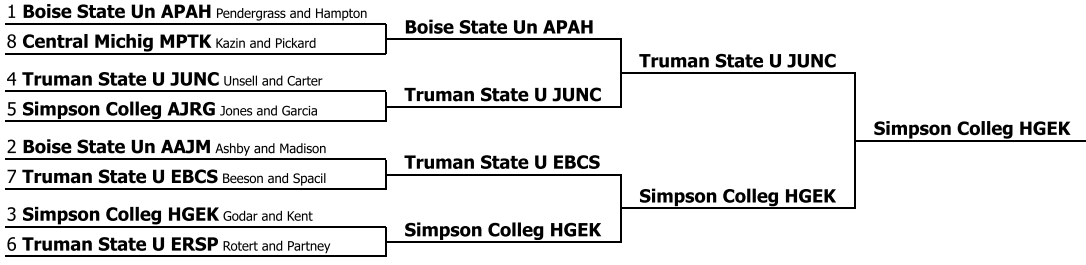 1 Boise State Un APAH Pendergrass and Hampton
8 Central Michig MPTK Kazin and Pickard
4 Truman State U JUNC Unsell and Carter
5 Simpson Colleg AJRG Jones and Garcia
2 Boise State Un AAJM Ashby and Madison
7 Truman State U EBCS Beeson and Spacil
3 Simpson Colleg HGEK Godar and Kent
6 Truman State U ERSP Rotert and Partney
Boise State Un APAH
Truman State U JUNC
Truman State U EBCS
Simpson Colleg HGEK
Truman State U JUNC
Simpson Colleg HGEK
Simpson Colleg HGEK